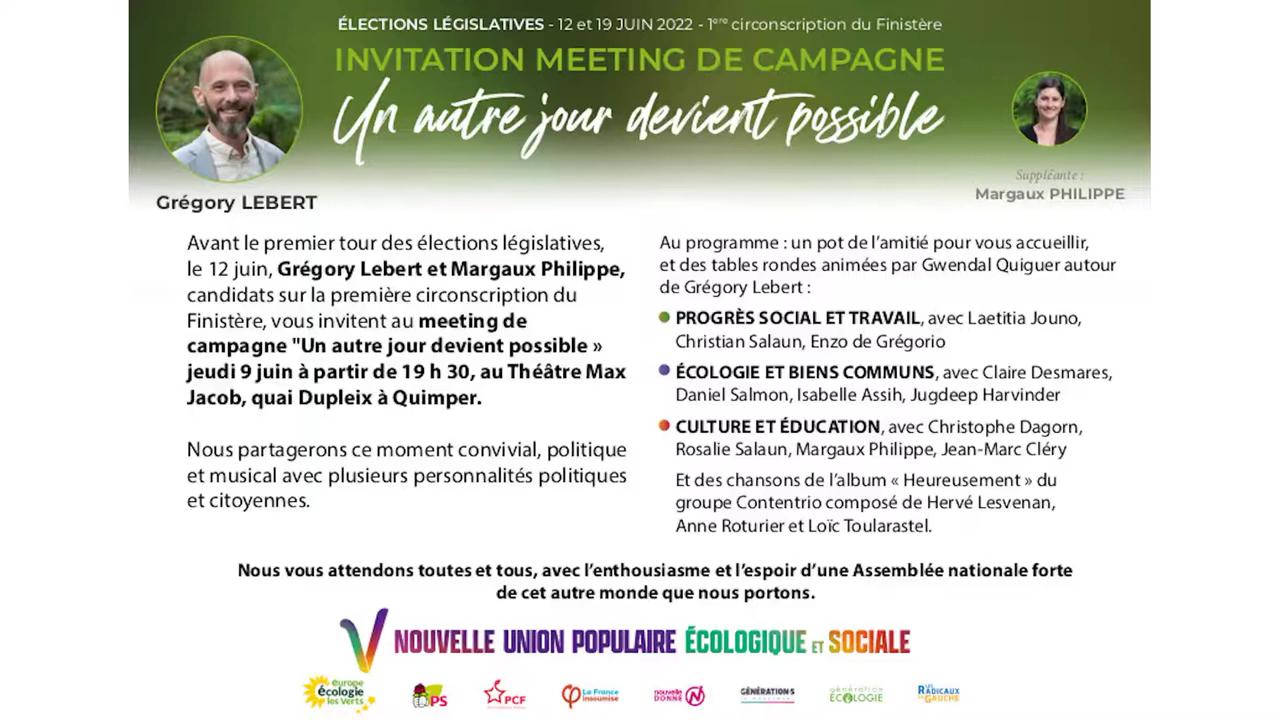 ÉLECTIONS LÉGISLATIVES - 12 et 19 JUIN 2022 - 1ère circonscription du Finistère
INVITATION MEETING DE CAMPAGNE
Un autre jour devient possible
Grégory LEBERT
Suppléante :
Margaux PHILIPPE
Avant le premier tour des élections législatives,
le 12 juin, Grégory Lebert et Margaux Philippe,
candidats sur la première circonscription du
Finistère, vous invitent au meeting de
campagne "Un autre jour devient possible »
jeudi 9 juin à partir de 19 h 30, au Théâtre Max
Jacob, quai Dupleix à Quimper.
Nous partagerons ce moment convivial, politique
et musical avec plusieurs personnalités politiques
et citoyennes.
Au programme : un pot de l'amitié pour vous accueillir,
et des tables rondes animées par Gwendal Quiguer autour
de Grégory Lebert :
PROGRÈS SOCIAL ET TRAVAIL, avec Laetitia Jouno,
Christian Salaun, Enzo de Grégorio
ÉCOLOGIE ET BIENS COMMUNS, avec Claire Desmares,
Daniel Salmon, Isabelle Assih, Jugdeep Harvinder
CULTURE ET ÉDUCATION, avec Christophe Dagorn,
Rosalie Salaun, Margaux Philippe, Jean-Marc Cléry
Et des chansons de l'album « Heureusement » du
groupe Contentrio composé de Hervé Lesvenan,
Anne Roturier et Loïc Toularastel.
Nous vous attendons toutes et tous, avec l'enthousiasme et l'espoir d'une Assemblée nationale forte
de cet autre monde que nous portons.
NOUVELLE UNION POPULAIRE ÉCOLOGIQUE ET SOCIALE
europe
écologie
les verts
PS
PCF
La France
insoumise
nouvelle
DONNE
GÉNÉRATION·S
génération
ÉCOLOGIE
LES
RADICAUX
DE GAUCHE